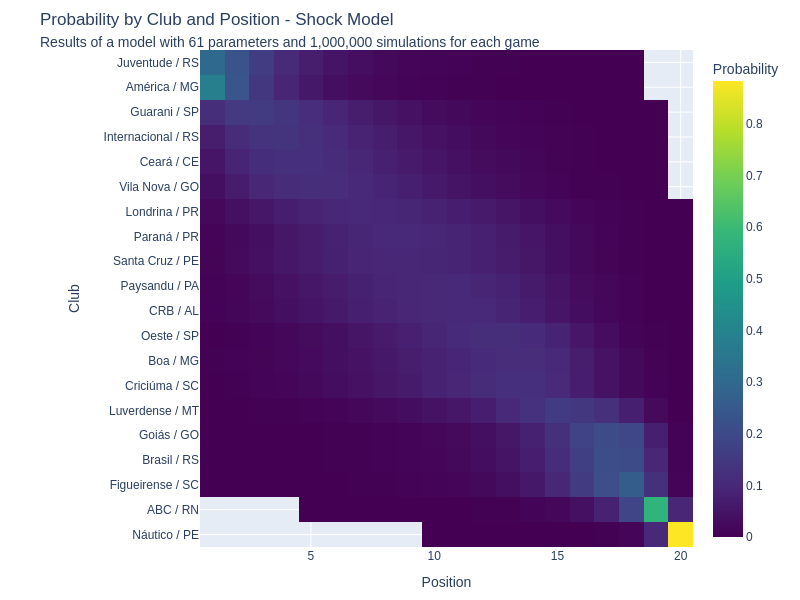 Probability by Club and Position - Shock Model
Results of a model with 61 parameters and 1,000,000 simulations for each game
Probability
0.8
0.7
0.6
0.5
0.4
0.3
0.2
0.1
0
Club
Juventude / RS
América / MG
Guarani / SP
Internacional / RS
Ceará / CE
Vila Nova / GO
Londrina / PR
Paraná / PR
Santa Cruz / PE
Paysandu / PA
CRB / AL
Oeste / SP
Boa / MG
Criciúma / SC
Luverdense / MT
Goiás / GO
Brasil / RS
Figueirense / SC
ABC / RN
Náutico / PE
5 10 15 20
Position